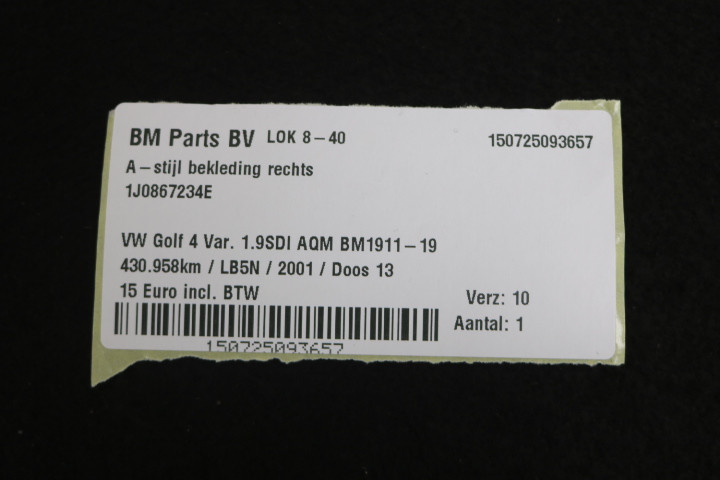 BM Parts BV LOK 8-40 150725093657
A-stijl bekleding rechts
1J0867234E
VW Golf 4 Var. 1.9SDI AQM BM1911-19
430.958km / LB5N / 2001 / Doos 13
15 Euro incl. BTW Verz: 10
Aantal: 1
150725093657